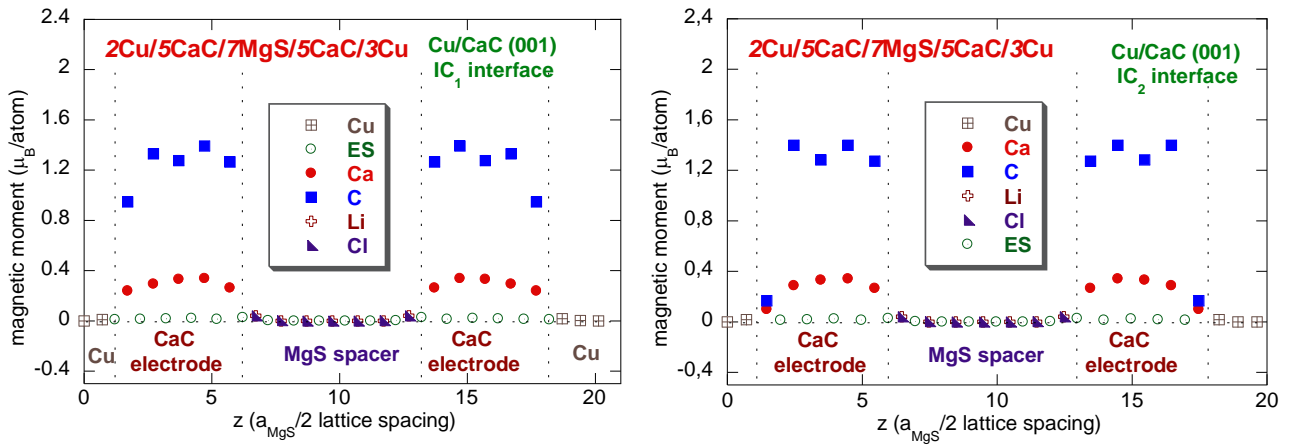 2Cu/5CaC/7MgS/5CaC/3Cu
Cu/CaC (001)
IC1 interface
Cu
ES
Ca
C
Li
Cl
2.4
2
1.6
1.2
0.8
0.4
0
-0.4
magnetic moment (μB/atom)
Cu
CaC
electrode
MgS spacer
CaC
electrode
Cu
0
5
10
15
20
z (aMgS/2 lattice spacing)
2Cu/5CaC/7MgS/5CaC/3Cu
Cu/CaC (001)
IC2 interface
Cu
Ca
C
Li
Cl
ES
2,4
2
1,6
1,2
0,8
0,4
0
-0,4
magnetic moment (μB/atom)
CaC
electrode
MgS spacer
CaC
electrode
0
5
10
15
20
z (aMgS/2 lattice spacing)